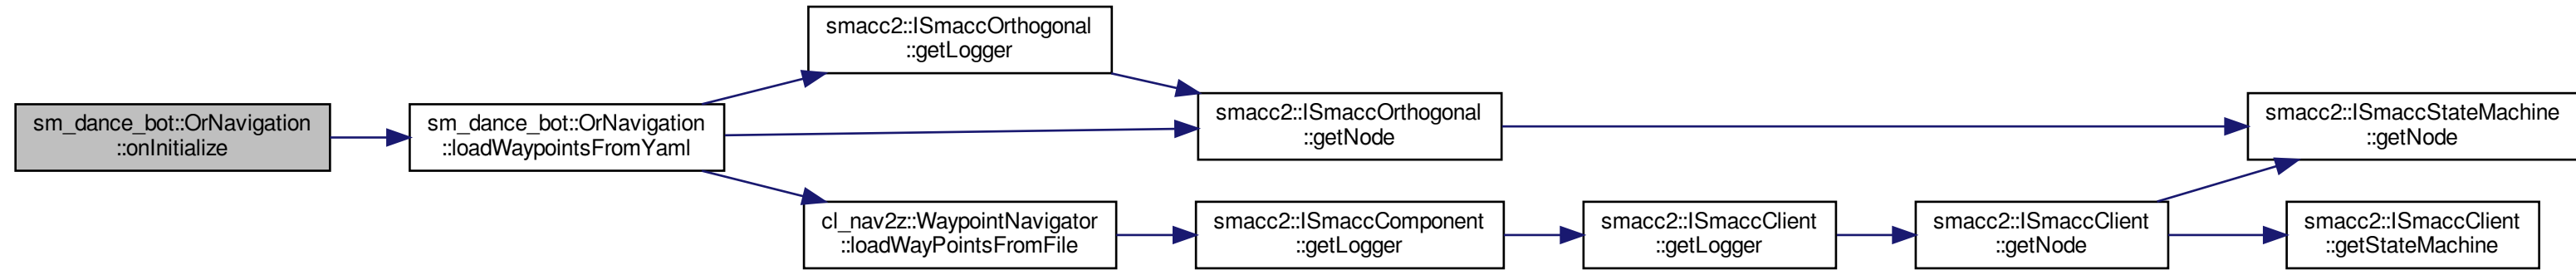 sm_dance_bot::OrNavigation
::onInitialize
sm_dance_bot::OrNavigation
::loadWaypointsFromYaml
smacc2::ISmaccOrthogonal
::getLogger
smacc2::ISmaccOrthogonal
::getNode
smacc2::ISmaccStateMachine
::getNode
cl_nav2z::WaypointNavigator
::loadWayPointsFromFile
smacc2::ISmaccComponent
::getLogger
smacc2::ISmaccClient
::getLogger
smacc2::ISmaccClient
::getNode
smacc2::ISmaccClient
::getStateMachine